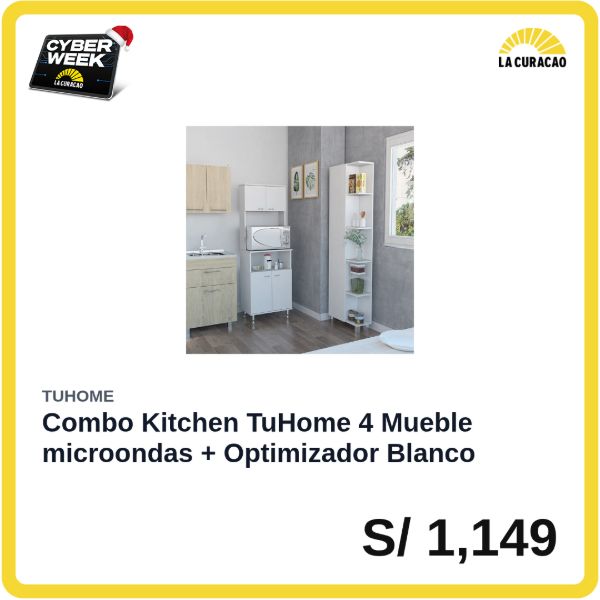 CYBER
WEEK
LA CURACAO
LA CURACAO
TUHOME
Combo Kitchen TuHome 4 Mueble
microondas + Optimizador Blanco
S/ 1,149